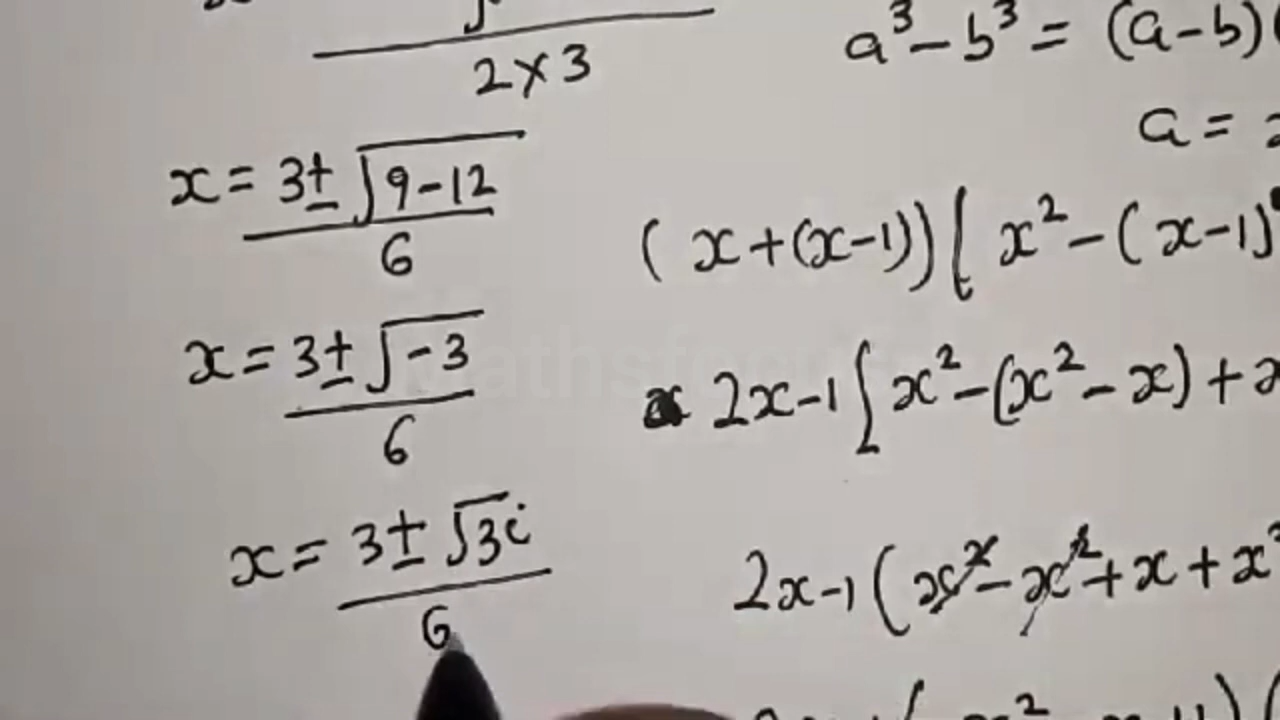 2×3
x = 3±√9-12
6
x = 3±√-3
6
x = 3±√3i
6
a³-b³ = (a-b)
a =
(x+(x-1))[x²-(x-1)
2x-1[x²-(x²-x)+
2x-1(x²-x²+x+x²